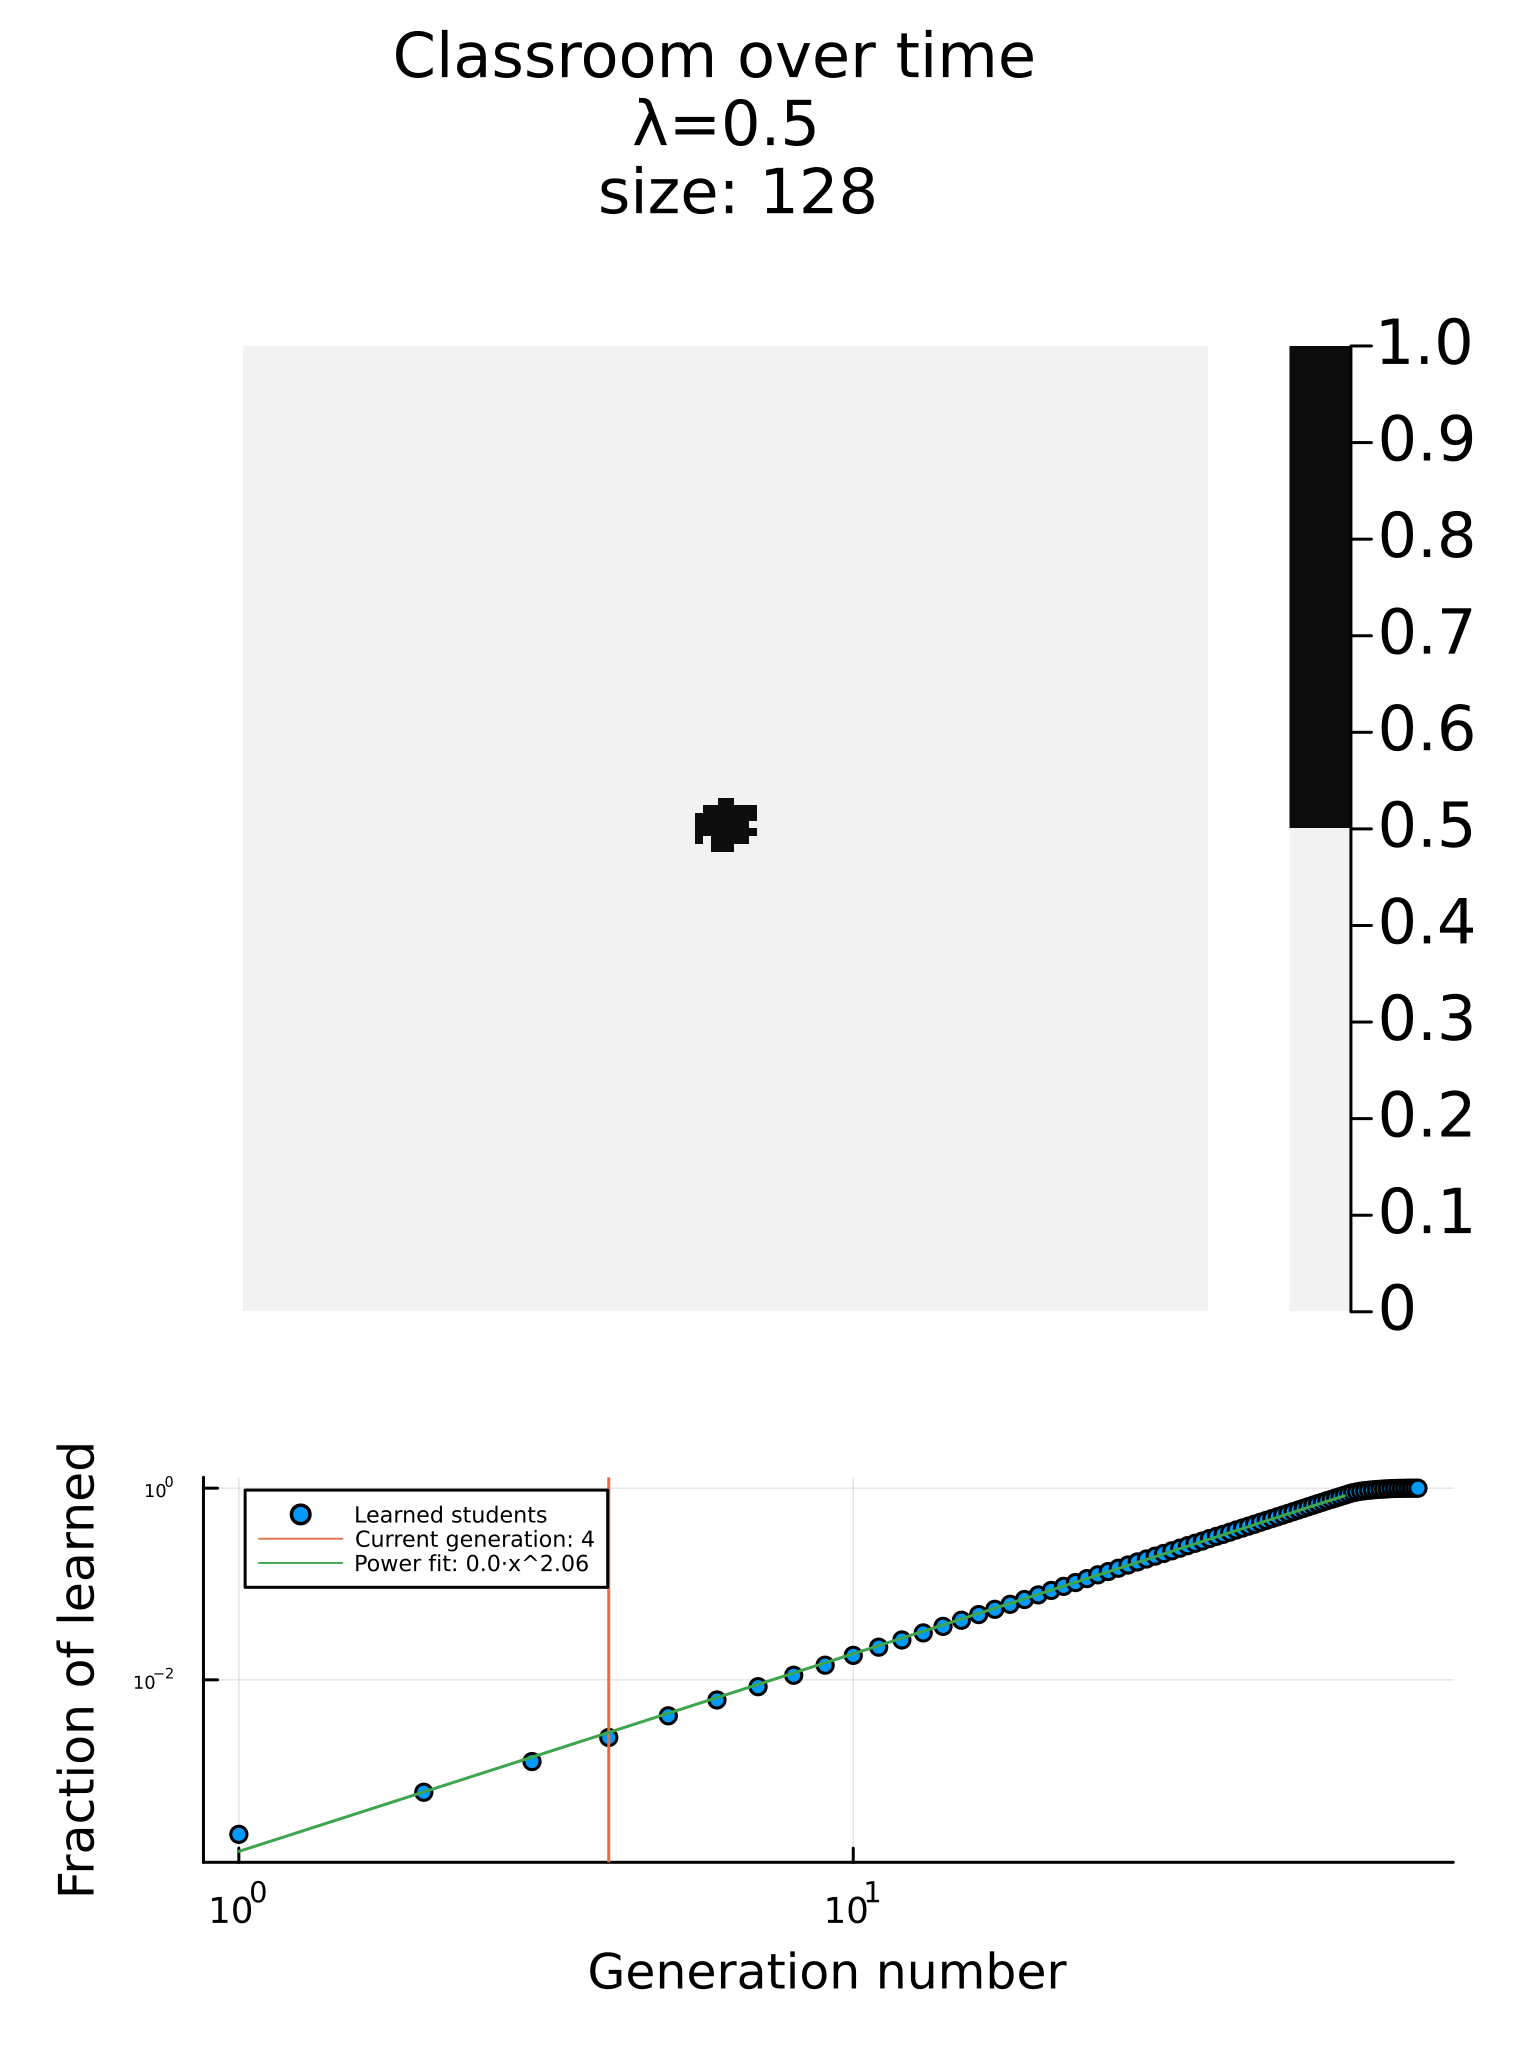 Classroom over time
λ=0.5
size: 128
1.0
0.9
0.8
0.7
0.6
0.5
0.4
0.3
0.2
0.1
0
Fraction of learned
10⁰
10⁻²
Learned students
Current generation: 4
Power fit: 0.0·x^2.06
10⁰
10¹
Generation number